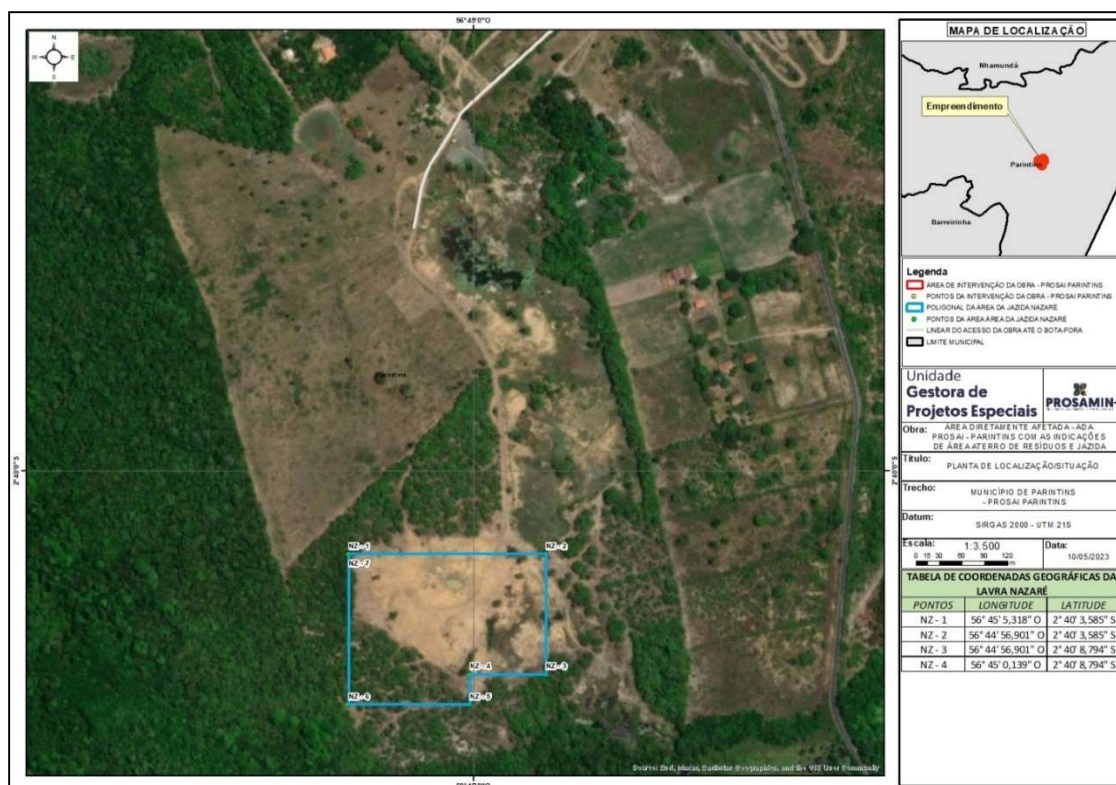 56°45'0"O
N
W E
S
Parintins
2°40'0"S
2°40'0"S
NZ - 1
NZ - 2
NZ - 7
NZ - 4
NZ - 3
NZ - 6
NZ - 5
Source: Esri, Maxar, Earthstar Geographics, and the GIS User Community
56°45'0"O
MAPA DE LOCALIZAÇÃO
Nhamundá
Empreendimento
Parintins
Barreirinha
Legenda
ÁREA DE INTERVENÇÃO DA OBRA - PROSAI PARINTINS
PONTOS DA INTERVENÇÃO DA OBRA - PROSAI PARINTINS
POLIGONAL DA ÁREA DA JAZIDA NAZARÉ
PONTOS DA ÁREA ÁREA DA JAZIDA NAZARÉ
LINEAR DO ACESSO DA OBRA ATÉ O BOTA-FORA
LIMITE MUNICIPAL
Unidade
Gestora de
Projetos Especiais
PROSAMIN+
Obra: ÁREA DIRETAMENTE AFETADA - ADA
PROSAI - PARINTINS COM AS INDICAÇÕES
DE ÁREA ATERRO DE RESÍDUOS E JAZIDA
Título:
PLANTA DE LOCALIZAÇÃO/SITUAÇÃO
Trecho:
MUNICÍPIO DE PARINTINS
- PROSAI PARINTINS
Datum:
SIRGAS 2000 - UTM 21S
Escala: 1:3.500
0 15 30 60 90 120
m
Data:
10/05/2023
TABELA DE COORDENADAS GEOGRÁFICAS DA
LAVRA NAZARÉ
PONTOS LONGITUDE LATITUDE
NZ - 1 56° 45' 5,318" O 2° 40' 3,585" S
NZ - 2 56° 44' 56,901" O 2° 40' 3,585" S
NZ - 3 56° 44' 56,901" O 2° 40' 8,794" S
NZ - 4 56° 45' 0,139" O 2° 40' 8,794" S